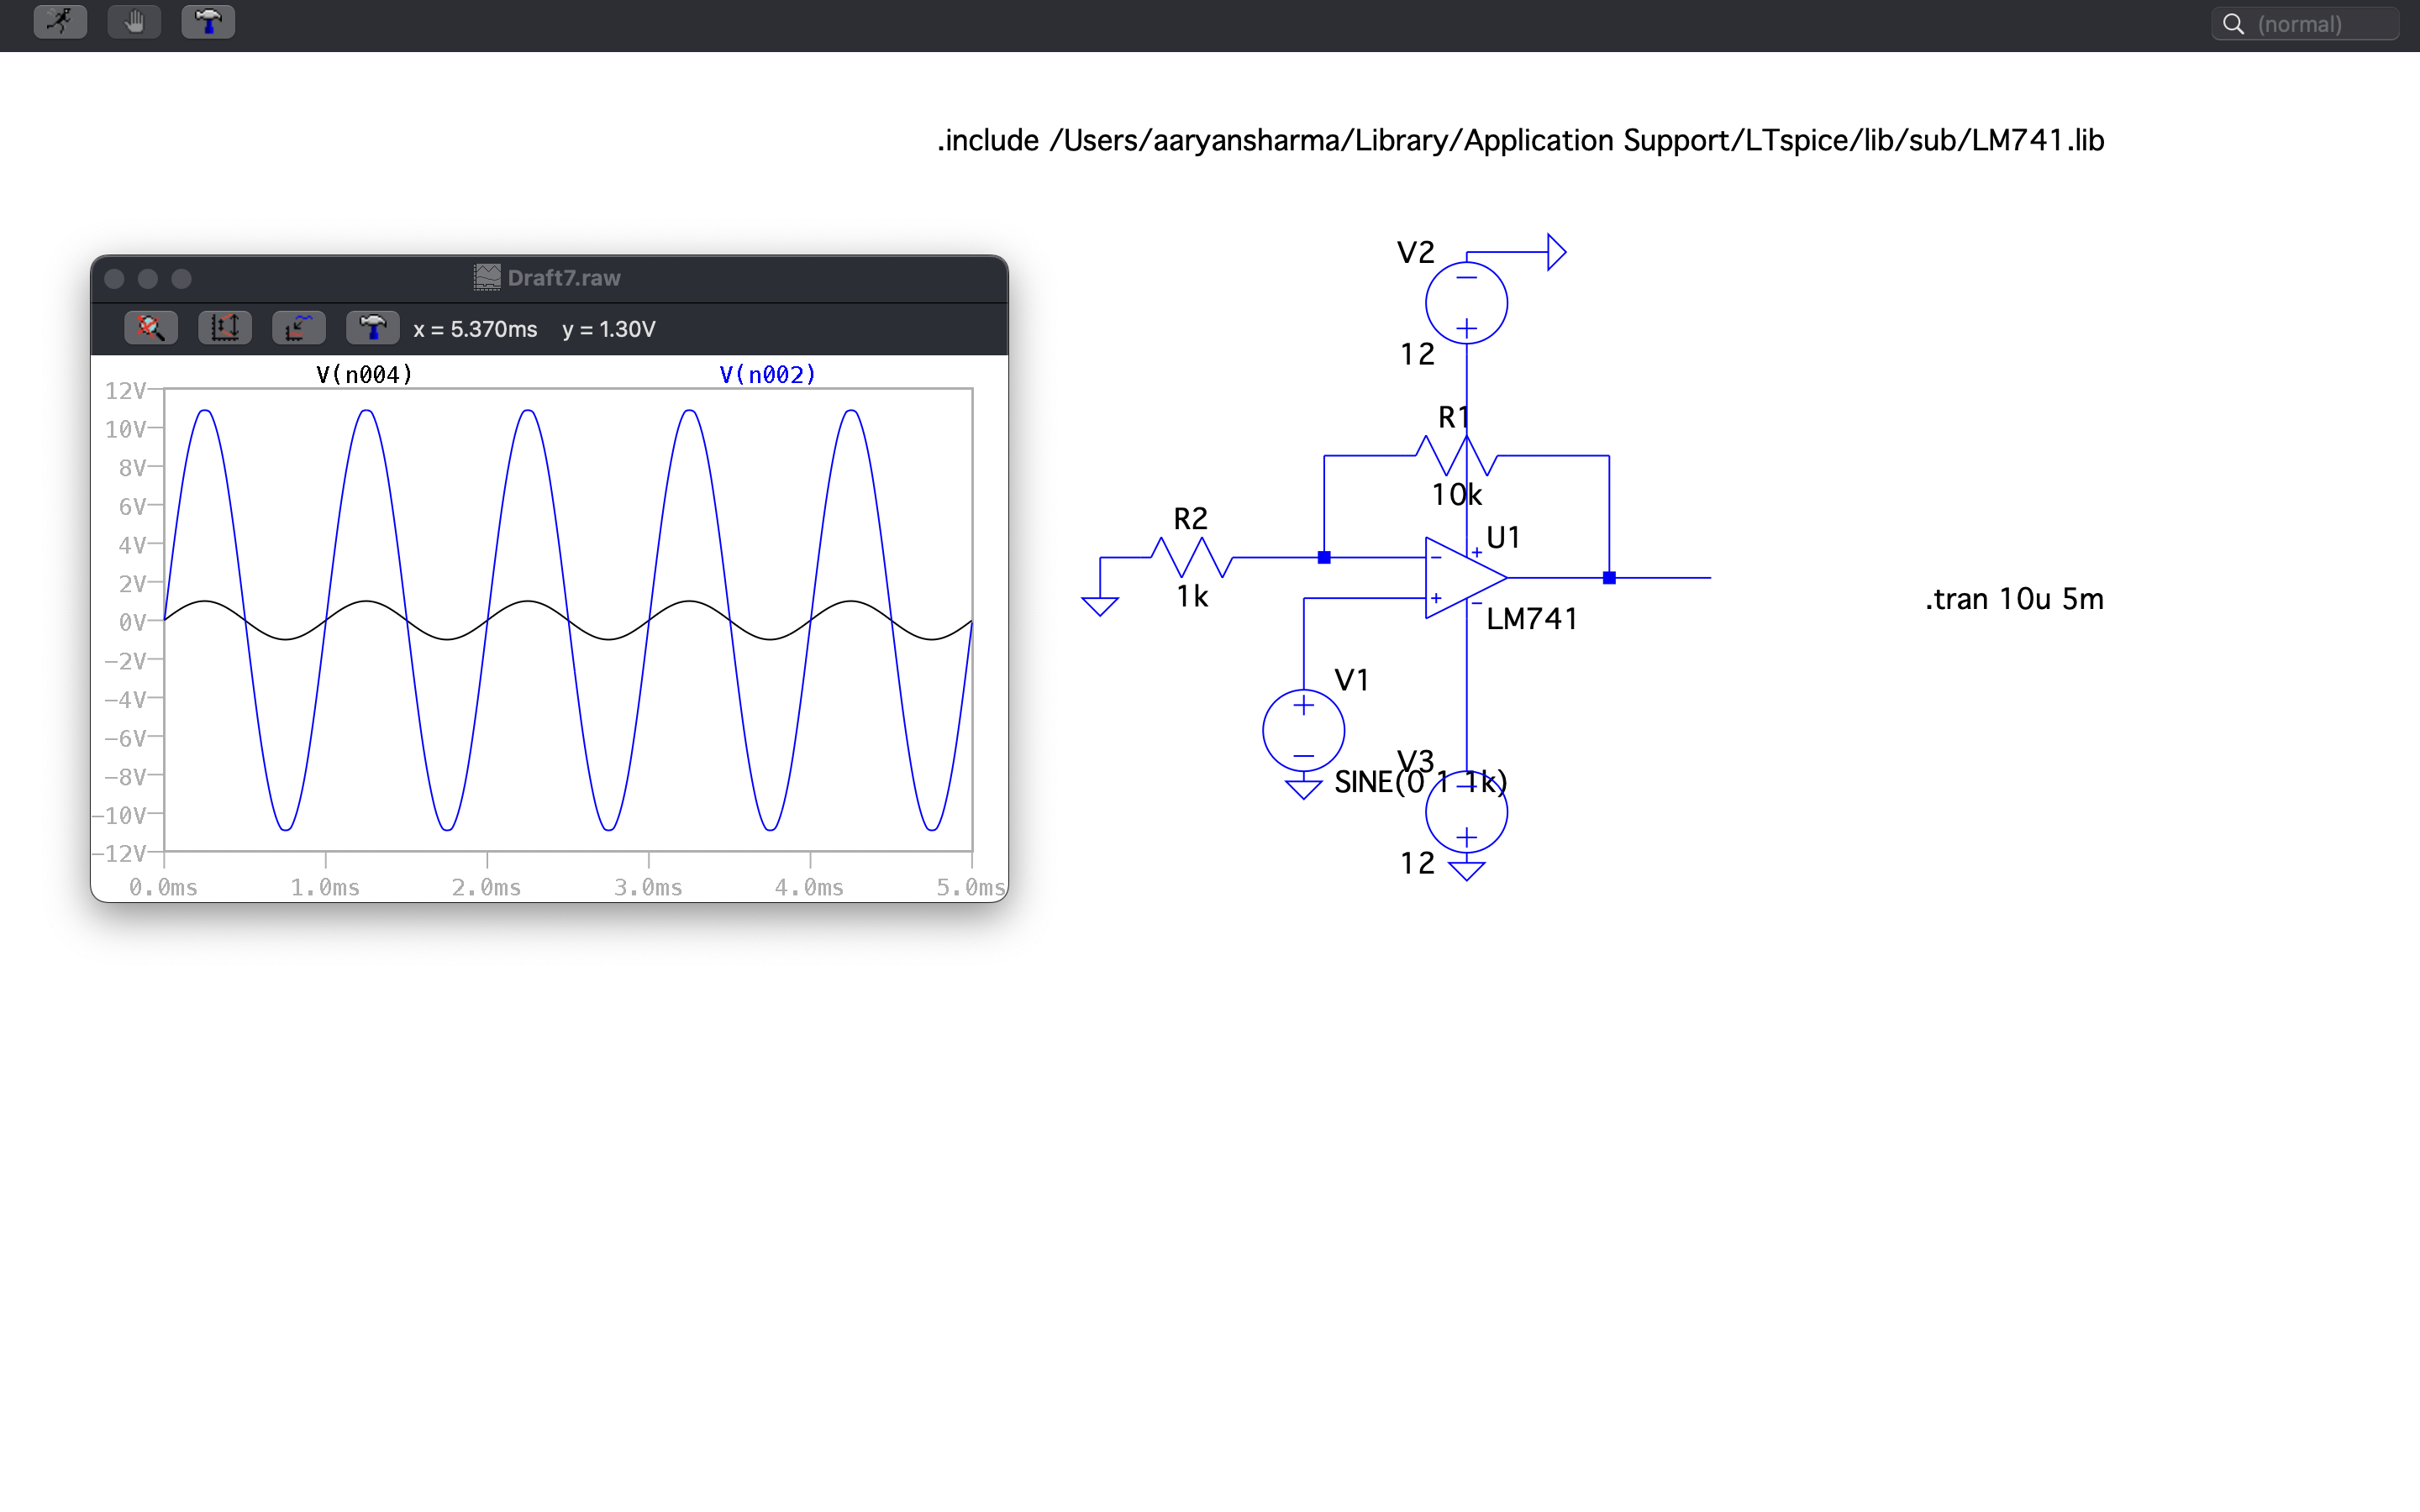 (normal)
.include /Users/aaryansharma/Library/Application Support/LTspice/lib/sub/LM741.lib
Draft7.raw
x = 5.370ms y = 1.30V
V(n004) V(n002)
12V
10V
8V
6V
4V
2V
0V
-2V
-4V
-6V
-8V
-10V
-12V
0.0ms 1.0ms 2.0ms 3.0ms 4.0ms 5.0ms
V2
12
R1
10k
R2
1k
U1
LM741
.tran 10u 5m
V1
SINE(0 1 1k)
V3
12